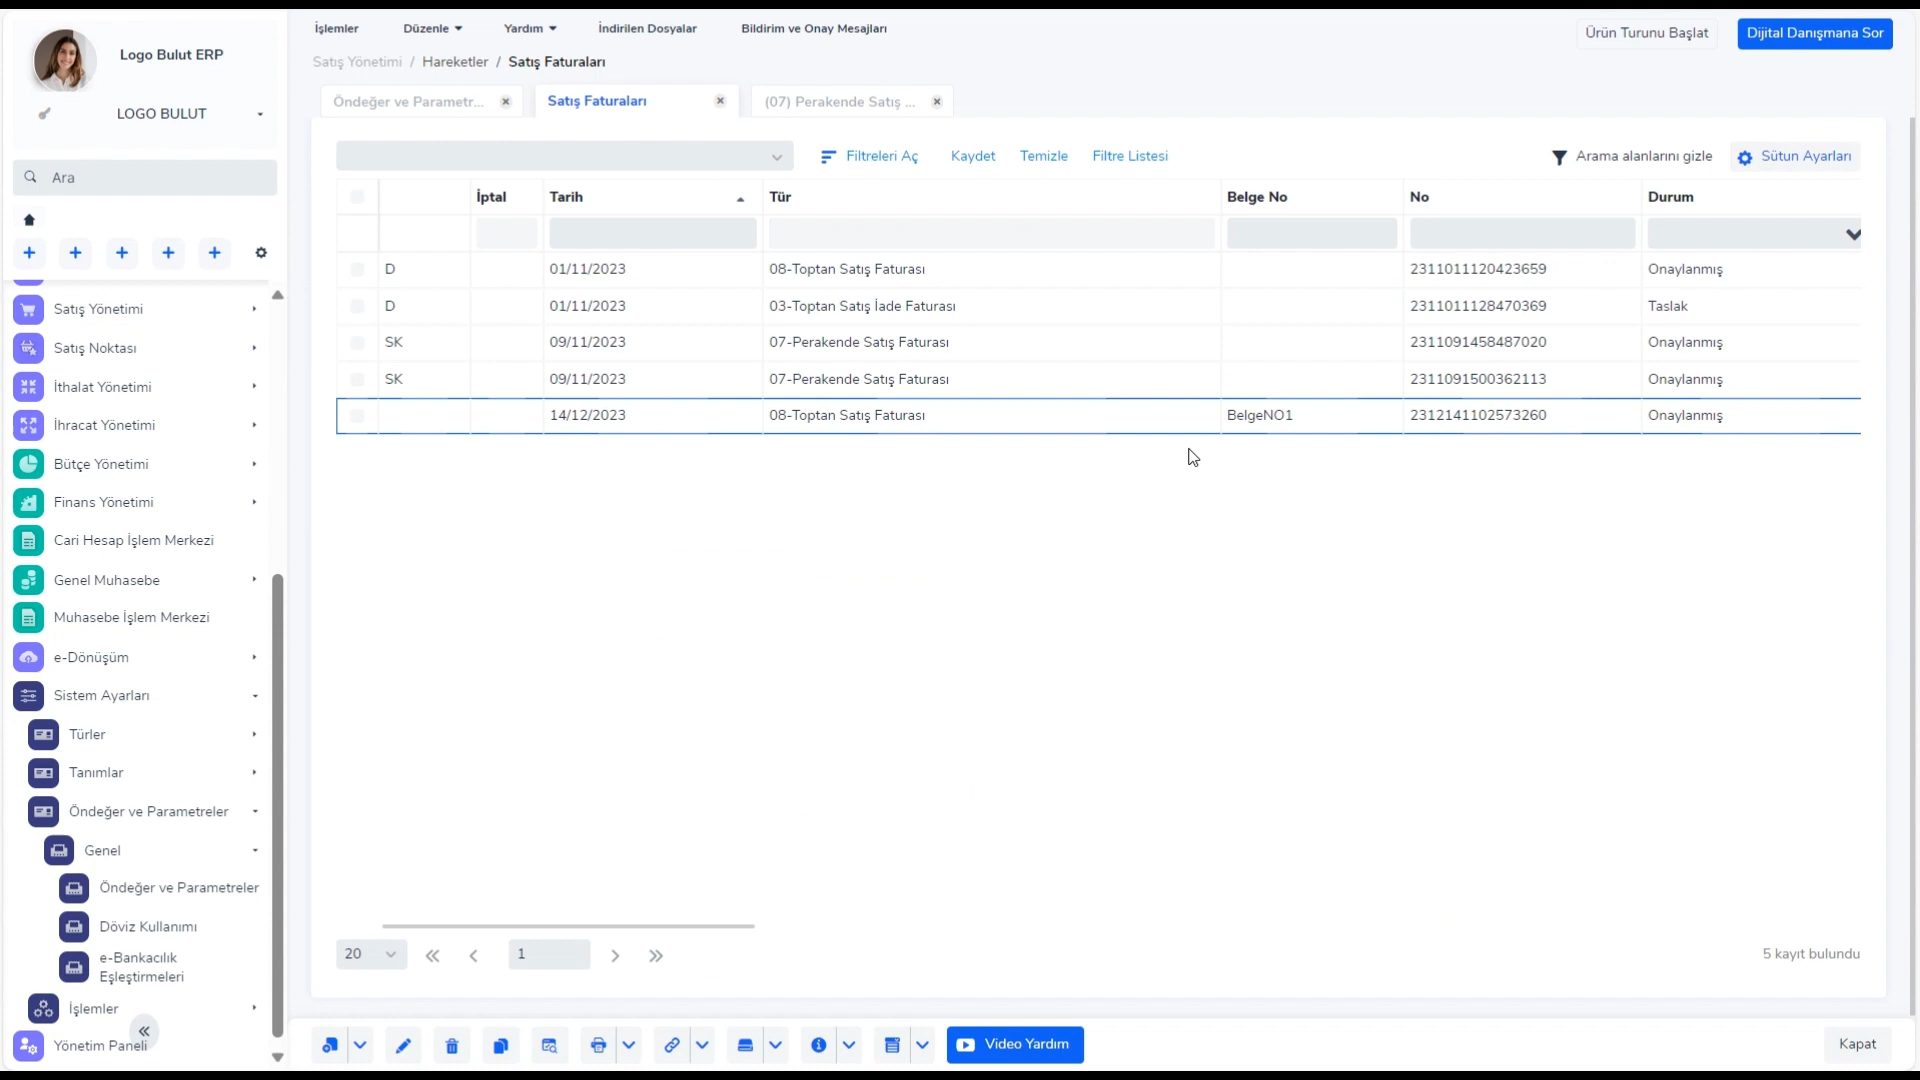 Logo Bulut ERP
LOGO BULUT
Ara
Satış Yönetimi
Satış Noktası
İthalat Yönetimi
İhracat Yönetimi
Bütçe Yönetimi
Finans Yönetimi
Cari Hesap İşlem Merkezi
Genel Muhasebe
Muhasebe İşlem Merkezi
e-Dönüşüm
Sistem Ayarları
Türler
Tanımlar
Öndeğer ve Parametreler
Genel
Öndeğer ve Parametreler
Döviz Kullanımı
e-Bankacılık
Eşleştirmeleri
İşlemler
Yönetim Paneli
İşlemler Düzenle Yardım İndirilen Dosyalar Bildirim ve Onay Mesajları Ürün Turunu Başlat Dijital Danışmana Sor
Satış Yönetimi / Hareketler / Satış Faturaları
Öndeğer ve Parametr... Satış Faturaları (07) Perakende Satış ...
Filtreleri Aç Kaydet Temizle Filtre Listesi Arama alanlarını gizle Sütun Ayarları
İptal Tarih Tür Belge No No Durum
D 01/11/2023 08-Toptan Satış Faturası 2311011120423659 Onaylanmış
D 01/11/2023 03-Toptan Satış İade Faturası 2311011128470369 Taslak
SK 09/11/2023 07-Perakende Satış Faturası 2311091458487020 Onaylanmış
SK 09/11/2023 07-Perakende Satış Faturası 2311091500362113 Onaylanmış
14/12/2023 08-Toptan Satış Faturası BelgeNO1 2312141102573260 Onaylanmış
20 1 5 kayıt bulundu
Video Yardım Kapat